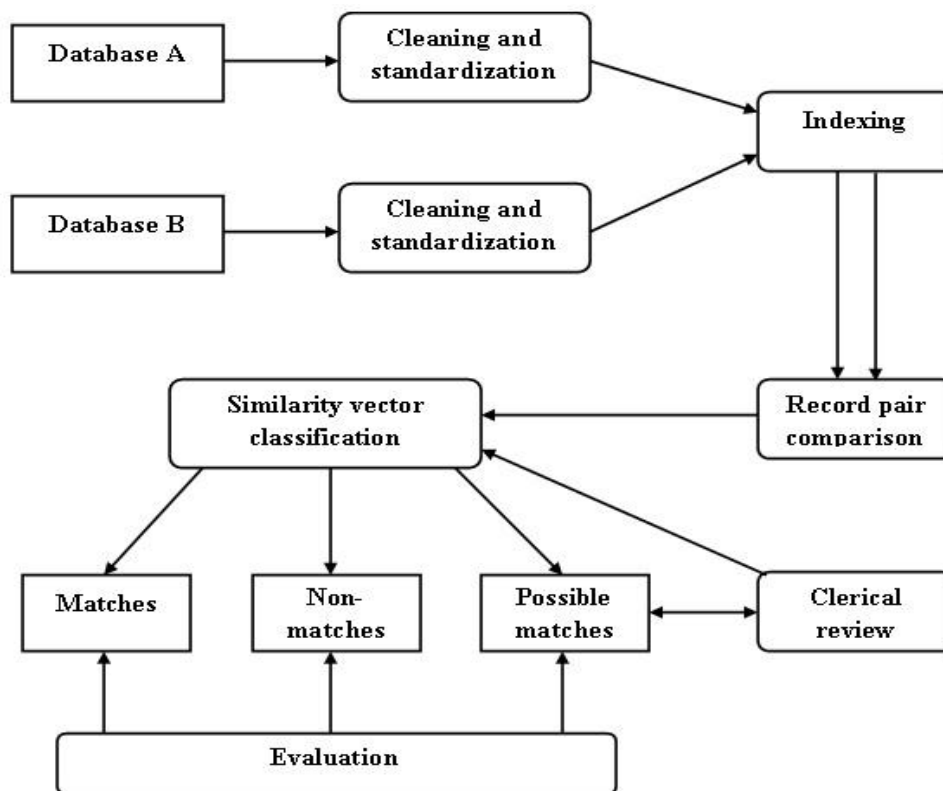 Database A
Cleaning and
standardization
Indexing
Database B
Cleaning and
standardization
Similarity vector
classification
Record pair
comparison
Matches
Non-
matches
Possible
matches
Clerical
review
Evaluation